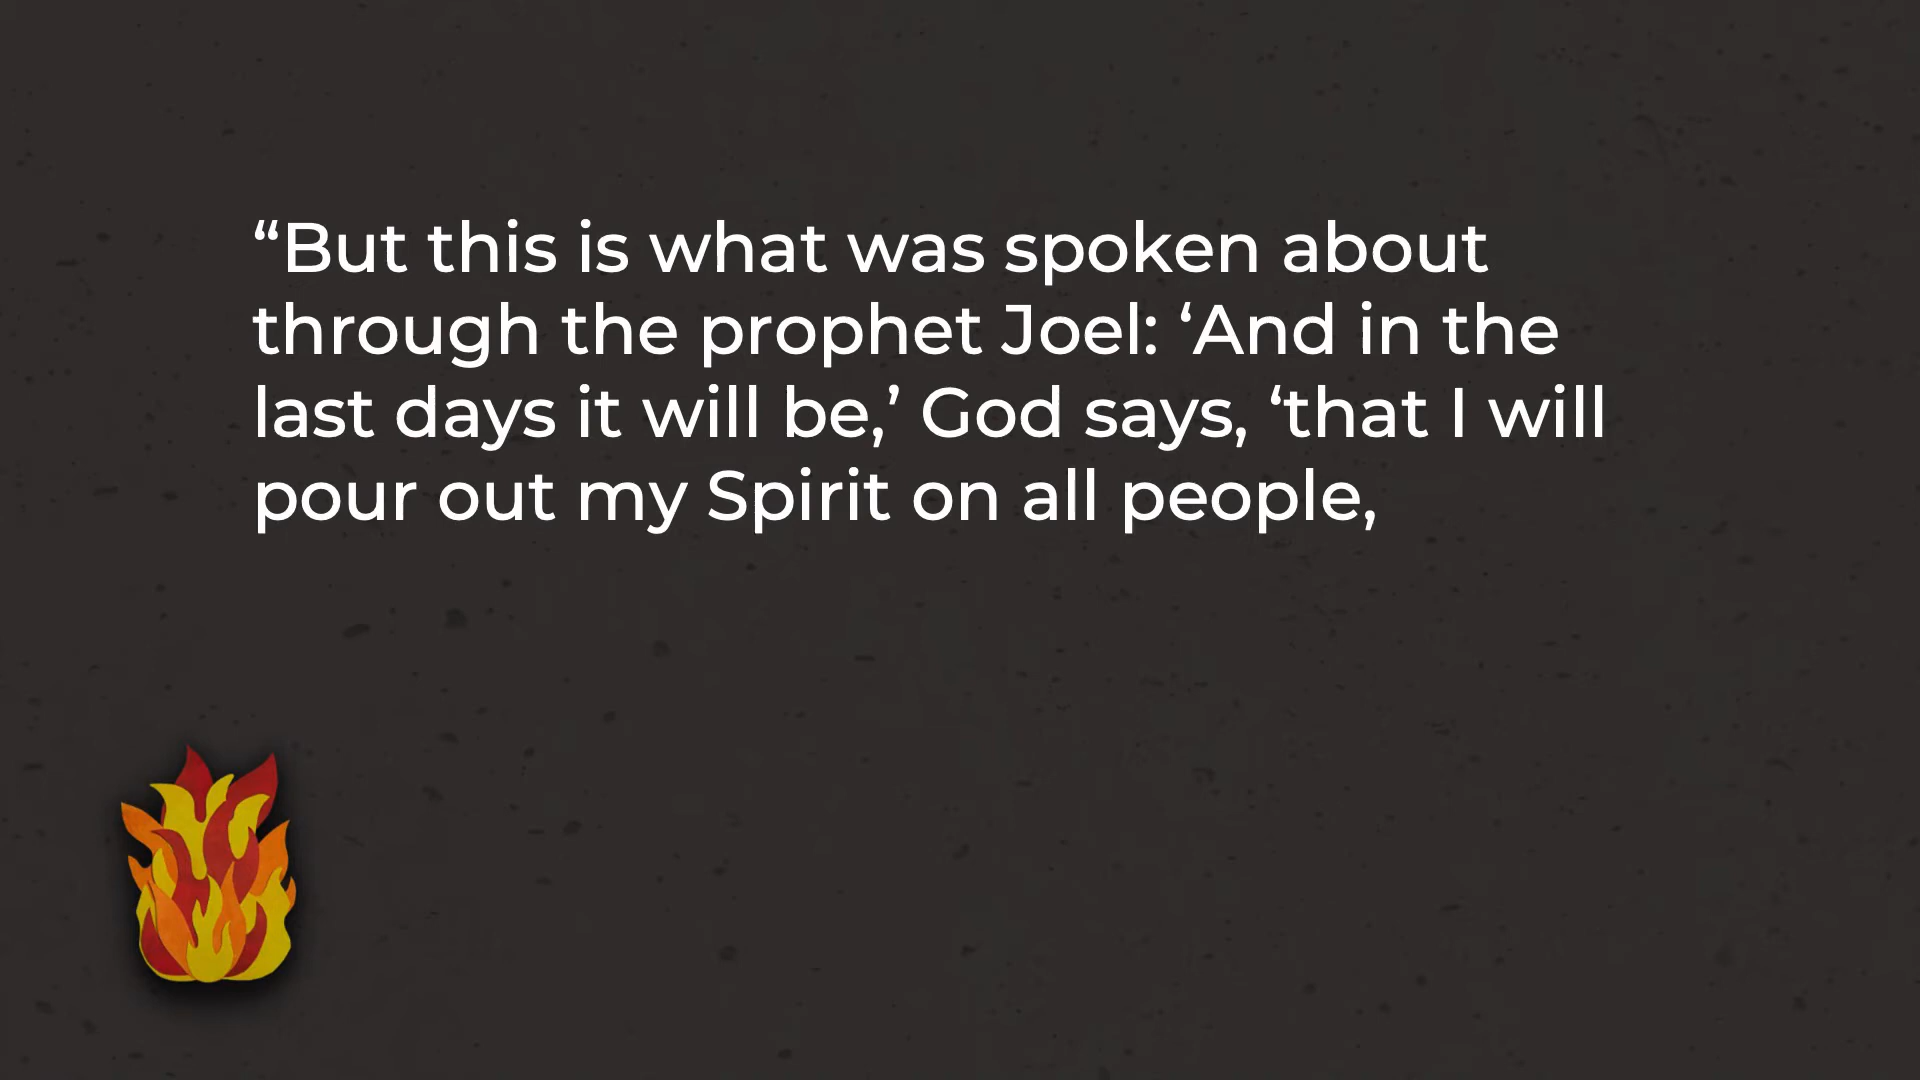 “But this is what was spoken about
through the prophet Joel: ‘And in the
last days it will be,’ God says, ‘that I will
pour out my Spirit on all people,